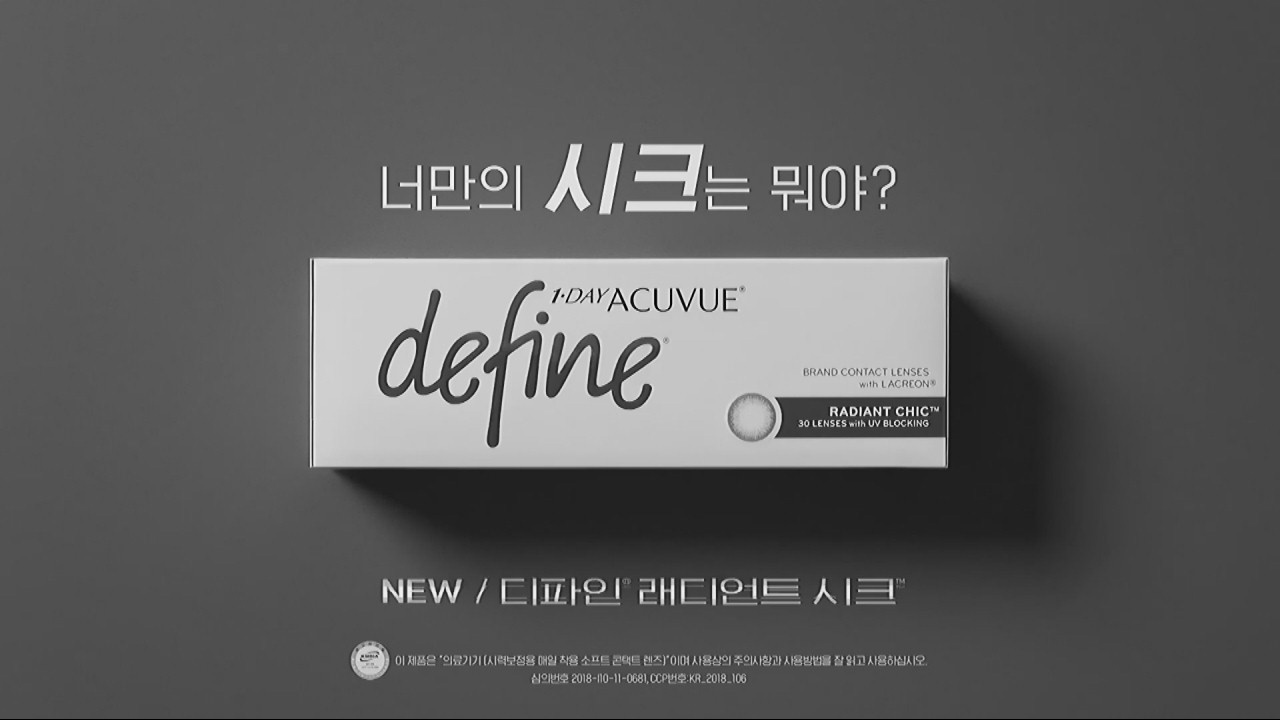 너만의 시크는 뭐야?
1·DAY ACUVUE®
define®
BRAND CONTACT LENSES
with LACREON®
RADIANT CHIC™
30 LENSES with UV BLOCKING
NEW / 디파인® 래디언트 시크™
이 제품은 "의료기기 (시력보정용 매일 착용 소프트 콘택트 렌즈)"이며 사용상의 주의사항과 사용방법을 잘 읽고 사용하십시오.
심의번호 2018-I10-11-0681, CCP번호:KR_2018_106